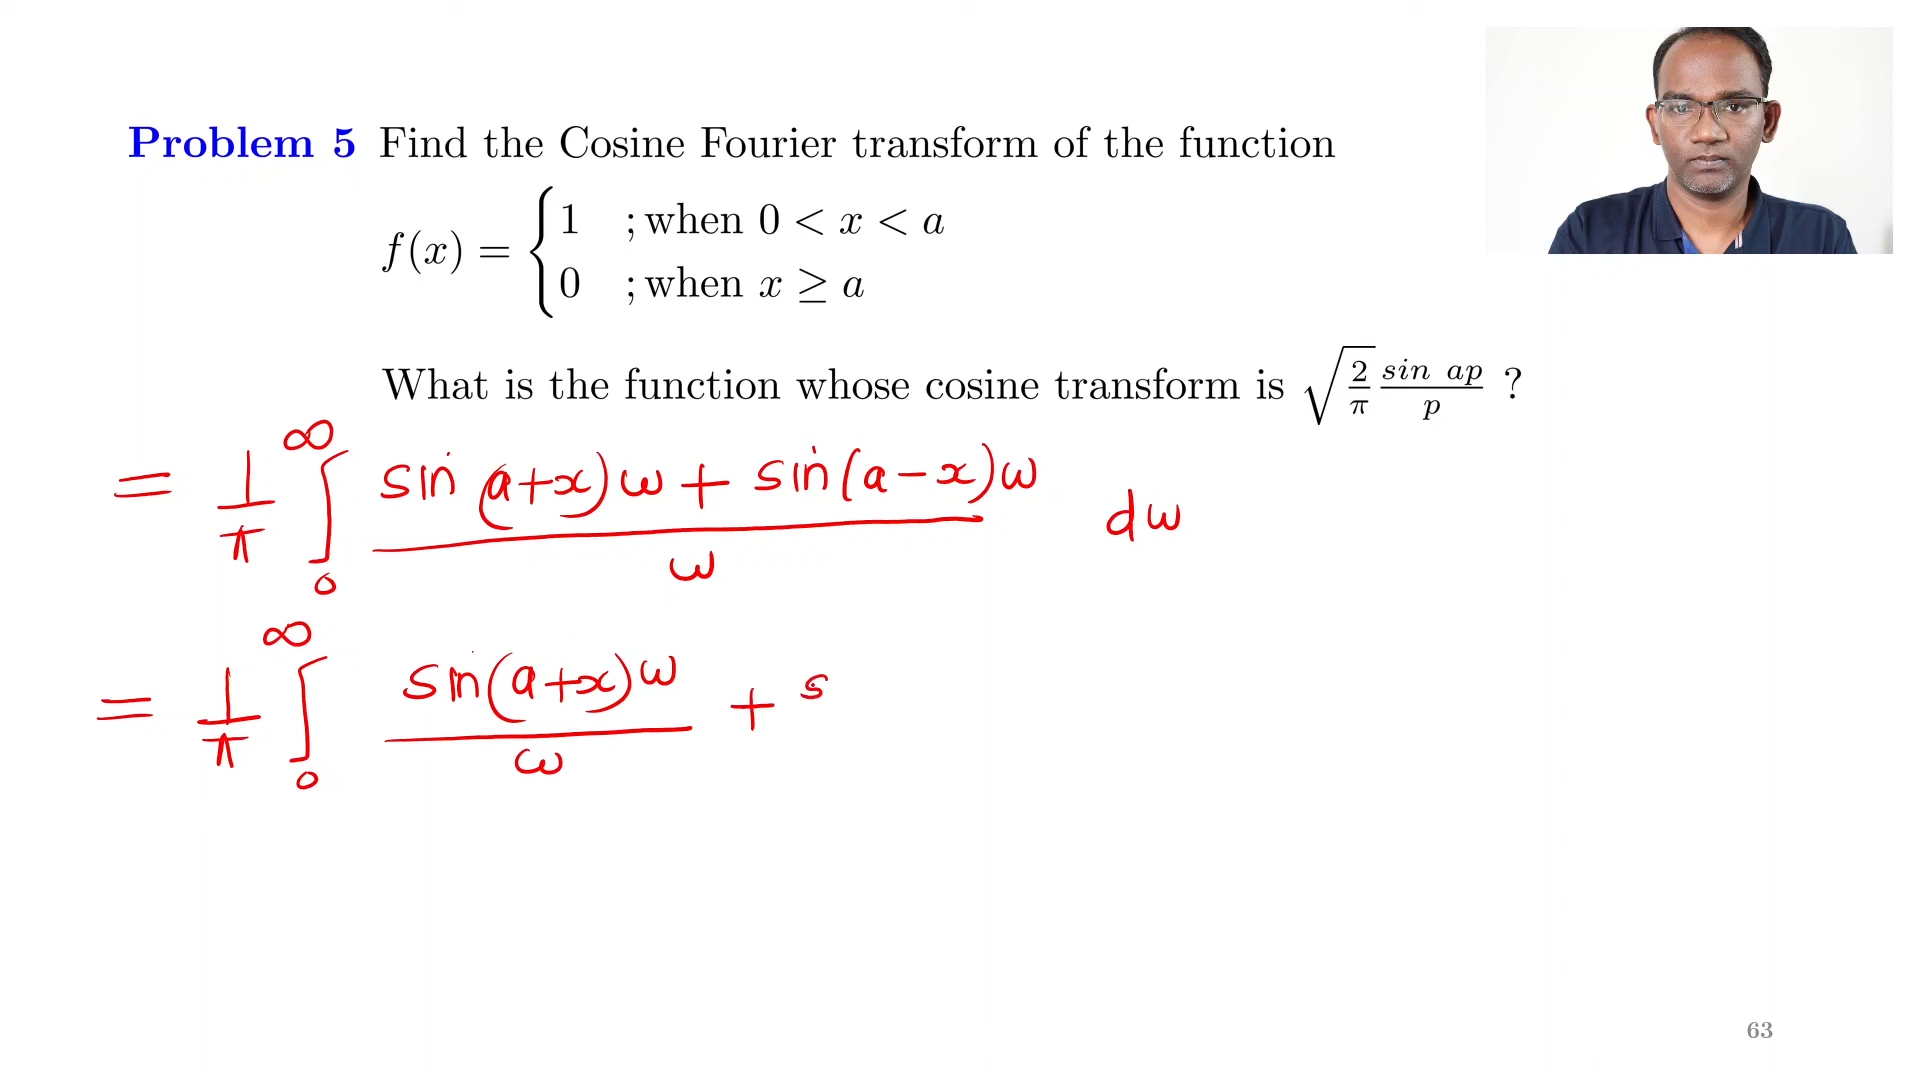 Problem 5 Find the Cosine Fourier transform of the function
f(x) = { 1 ; when 0 < x < a
0 ; when x ≥ a
What is the function whose cosine transform is √(2/π) sin ap / p ?
= 1/π ∫₀^∞ (sin (a+x)ω + sin(a−x)ω) / ω dω
= 1/π ∫₀^∞ sin(a+x)ω / ω + s
63